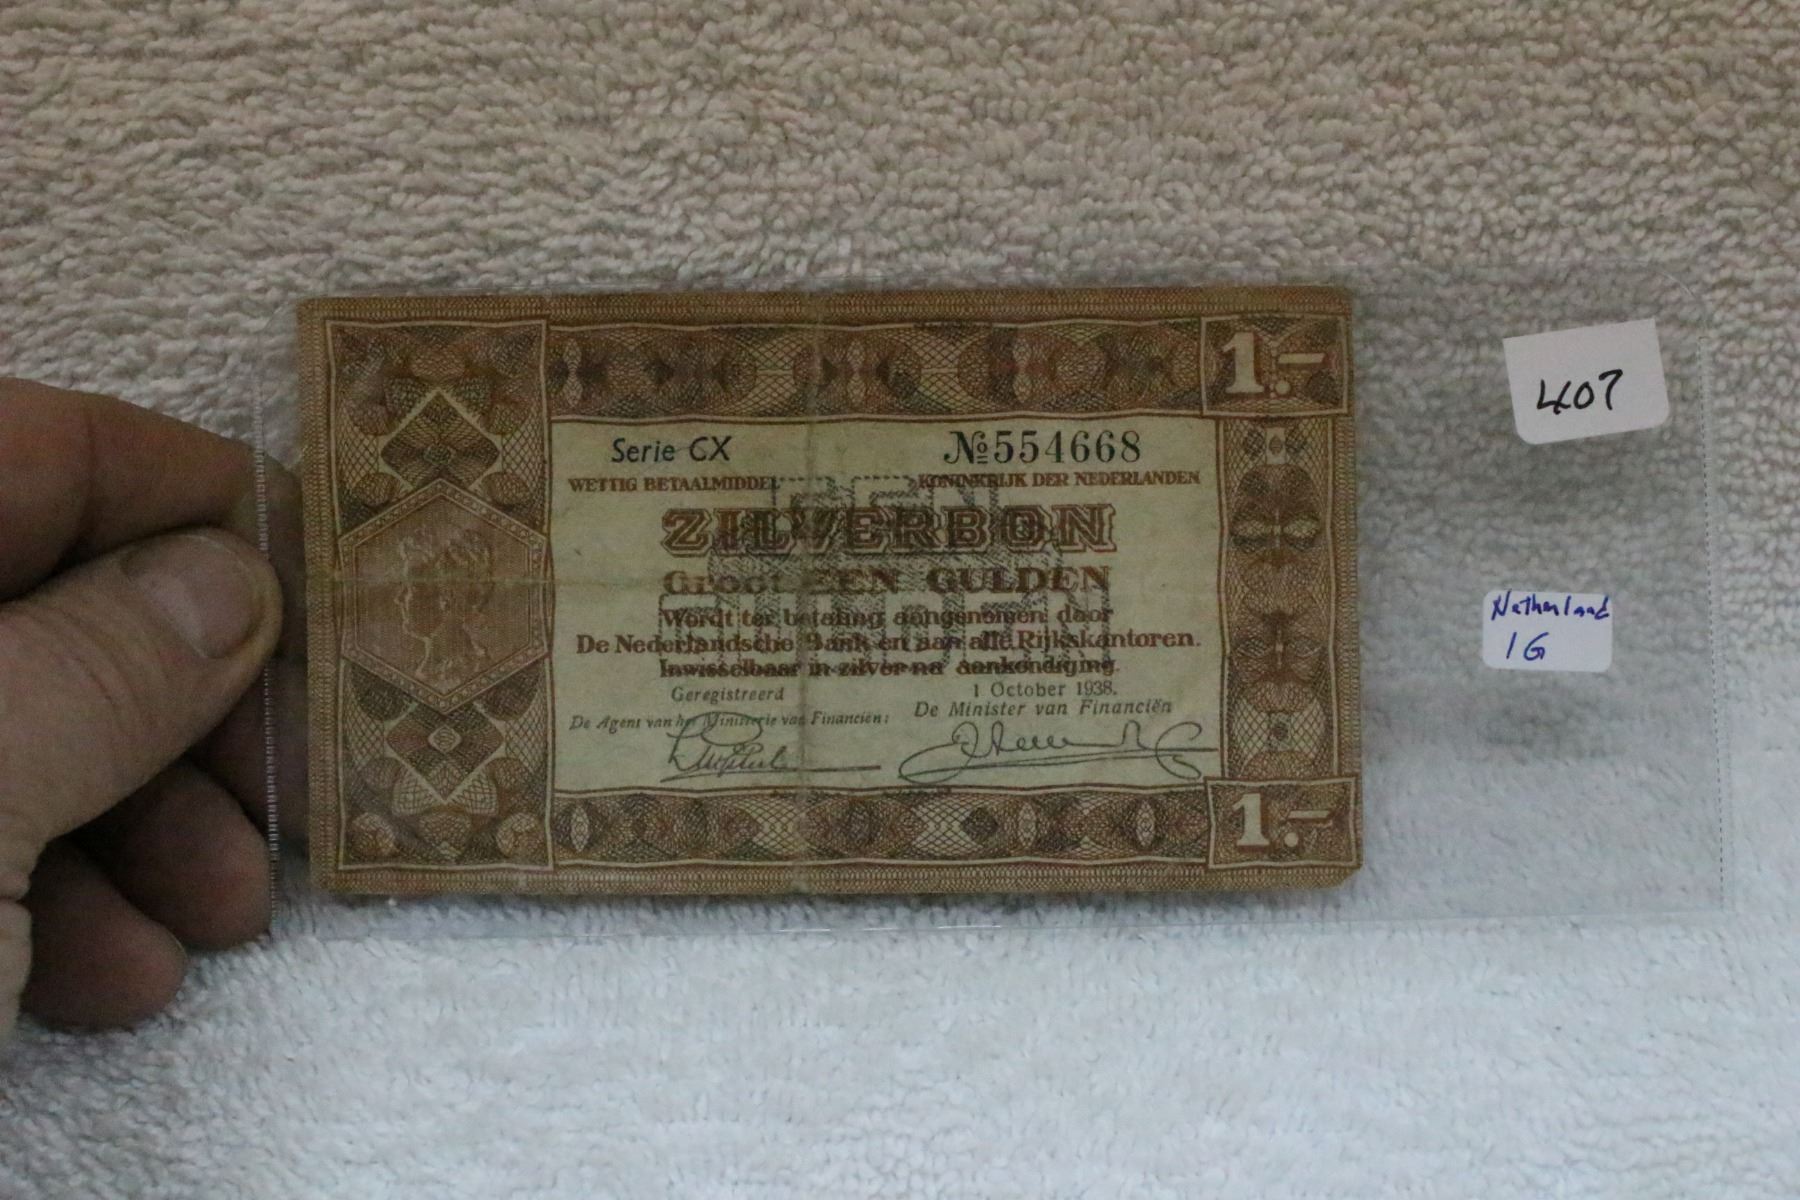 1.-
Serie CX
№554668
WETTIG BETAALMIDDEL
KONINKRIJK DER NEDERLANDEN
ZILVERBON
Groot EEN GULDEN
Wordt ter betaling aangenomen door
De Nederlandsche Bank en aan alle Rijkskantoren.
Inwisselbaar in zilver na aankondiging.
Geregistreerd
1 October 1938.
De Agent van het Ministerie van Financiën:
De Minister van Financiën
1.-
407
Netherland
1G